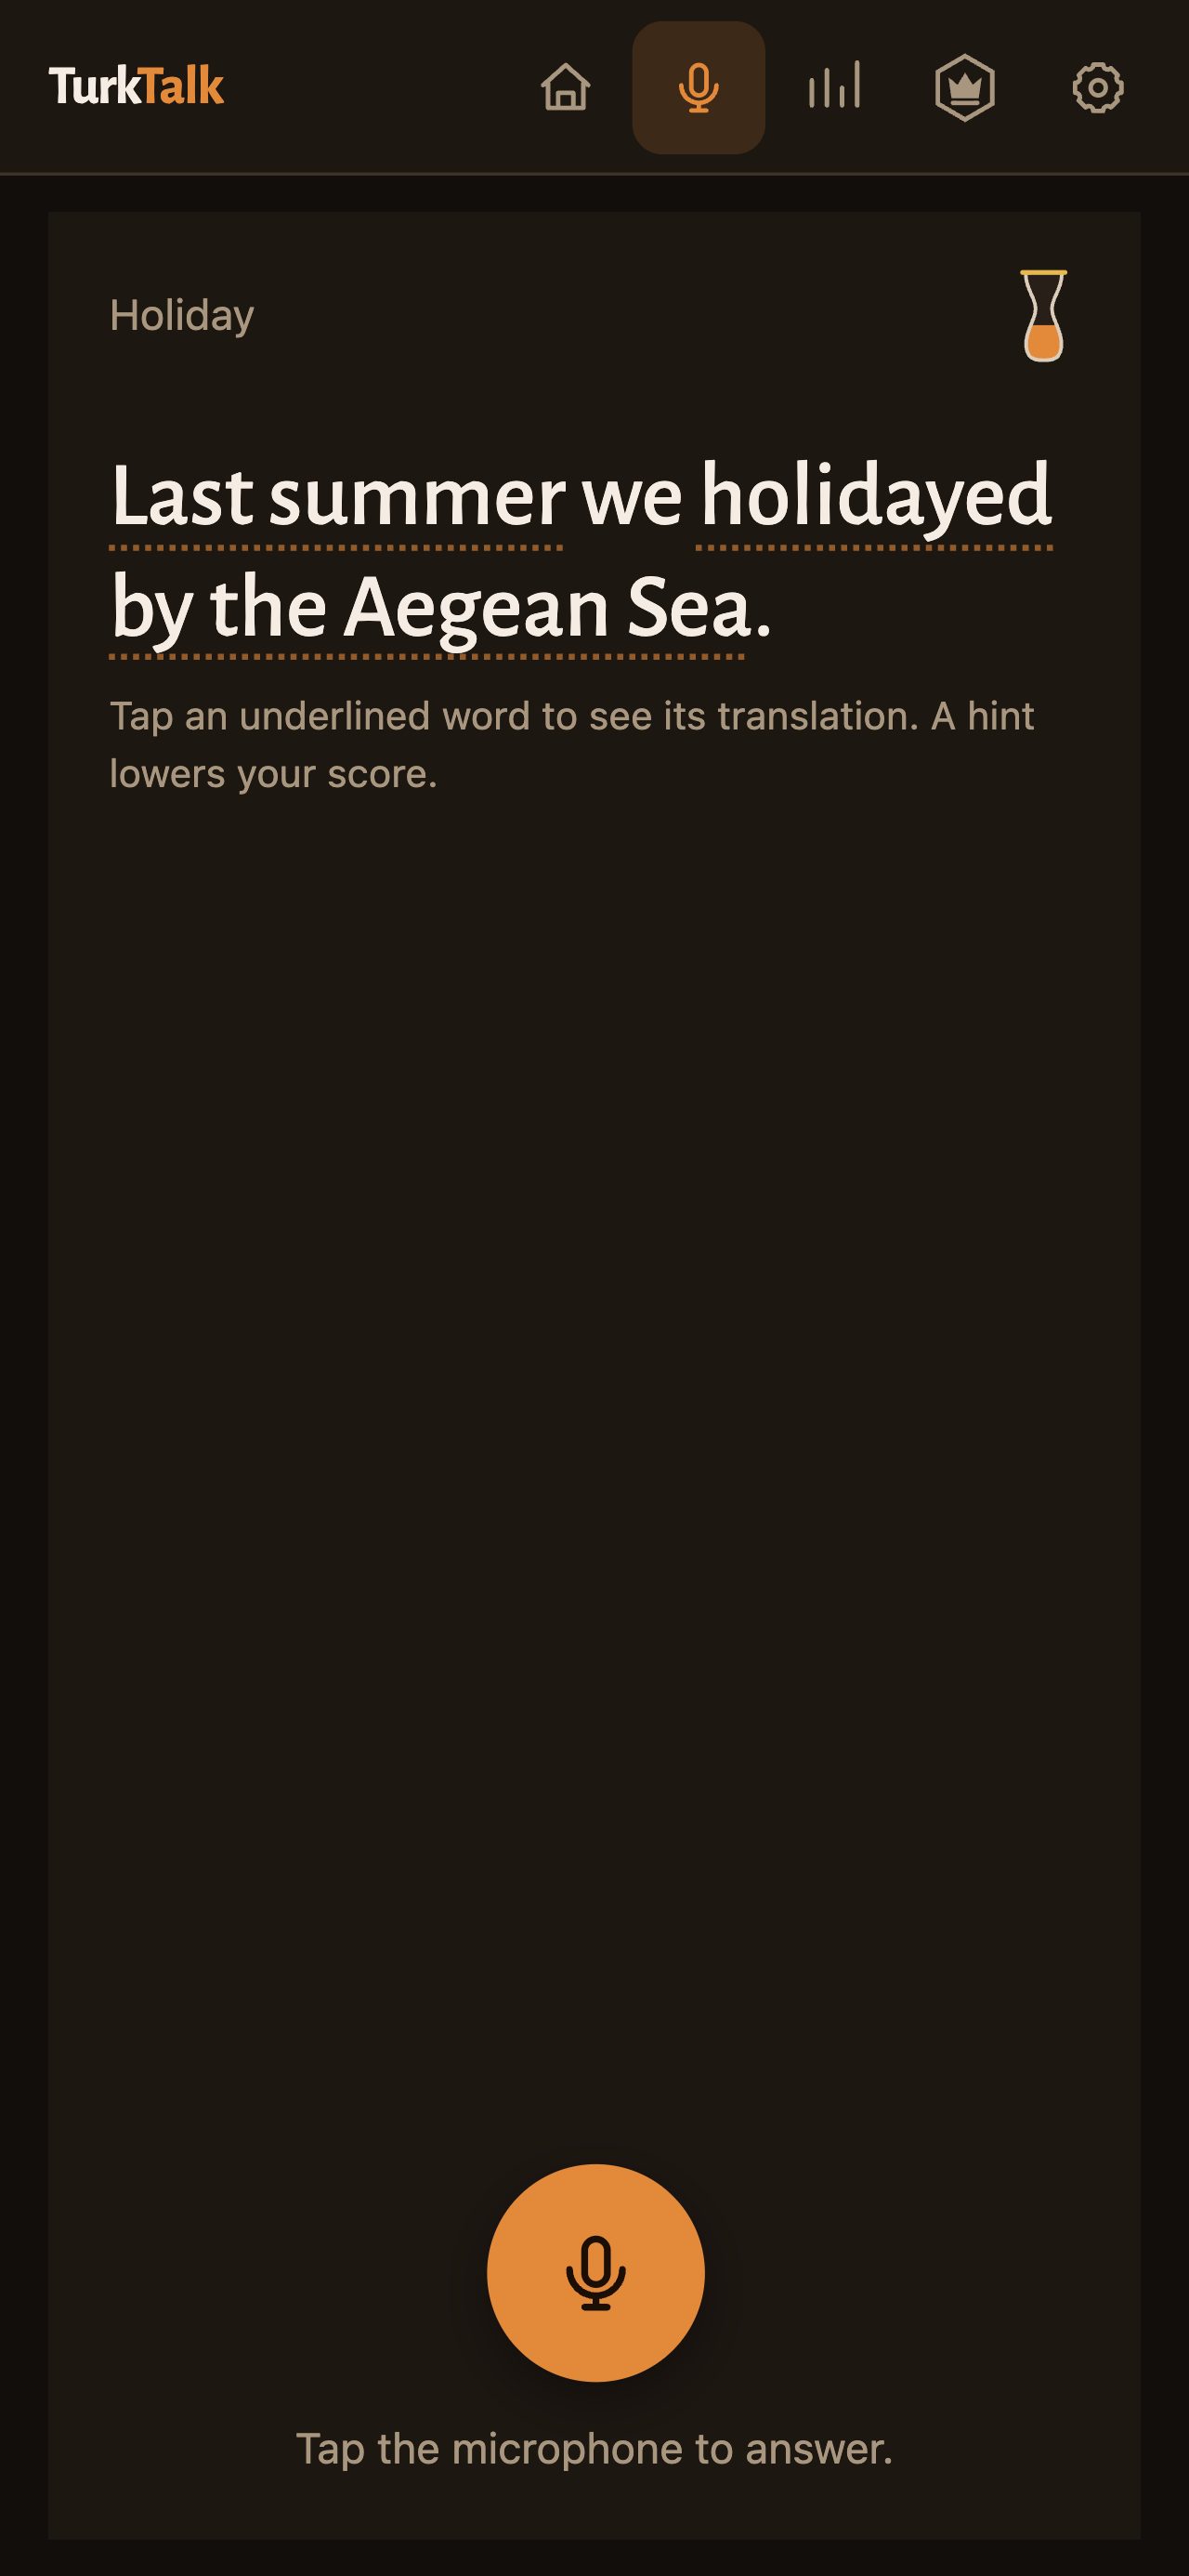 TurkTalk
Holiday
Last summer we holidayed
by the Aegean Sea.
Tap an underlined word to see its translation. A hint
lowers your score.
Tap the microphone to answer.